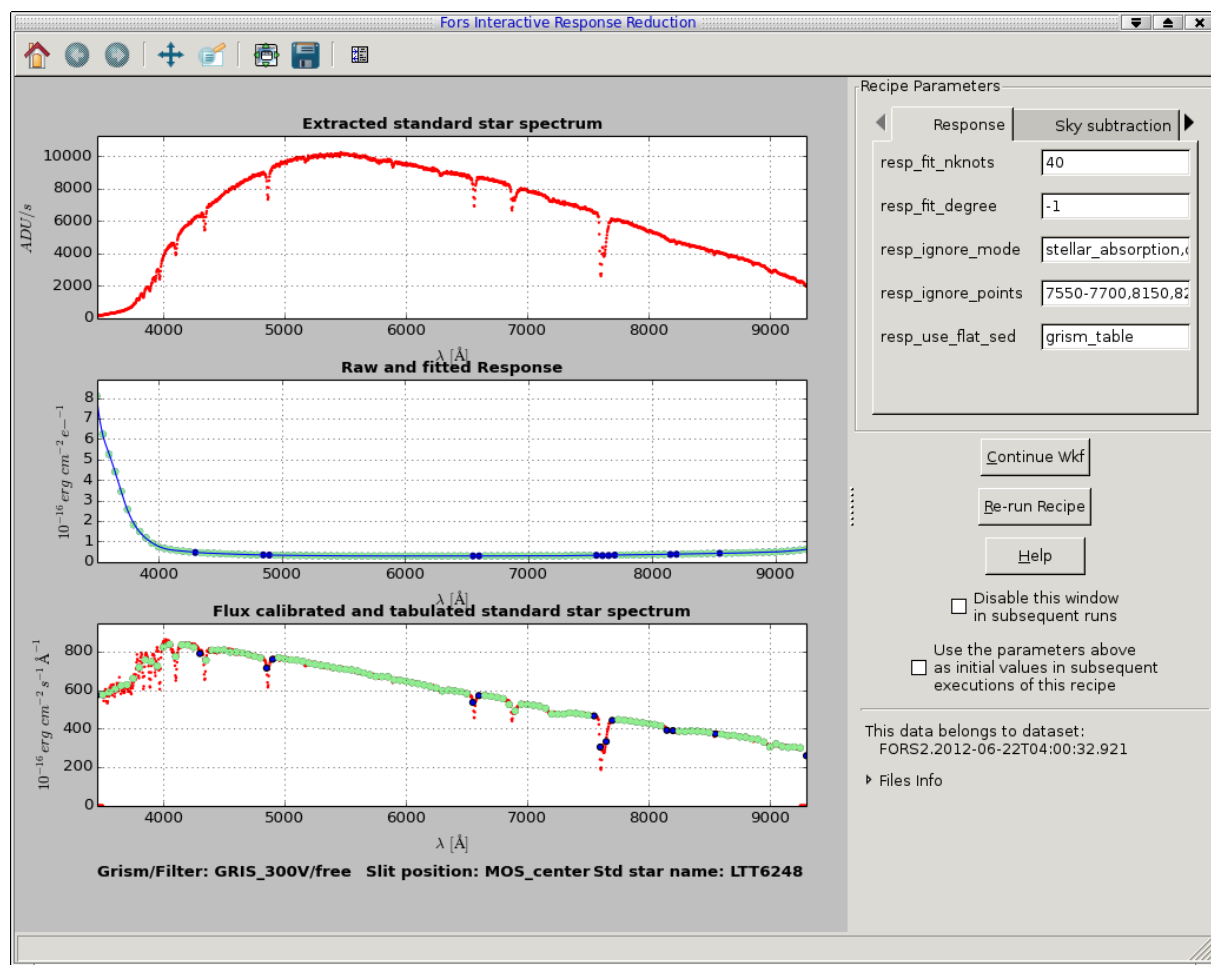 Fors Interactive Response Reduction
Extracted standard star spectrum
ADU/s
10000
8000
6000
4000
2000
0
4000 5000 6000 7000 8000 9000
λ [Å]
Raw and fitted Response
10⁻¹⁶ erg cm⁻² e−⁻¹
8
7
6
5
4
3
2
1
0
4000 5000 6000 7000 8000 9000
λ [Å]
Flux calibrated and tabulated standard star spectrum
10⁻¹⁶ erg cm⁻² s⁻¹ Å⁻¹
800
600
400
200
0
4000 5000 6000 7000 8000 9000
λ [Å]
Grism/Filter: GRIS_300V/free Slit position: MOS_center Std star name: LTT6248
Recipe Parameters
Response Sky subtraction
resp_fit_nknots 40
resp_fit_degree -1
resp_ignore_mode stellar_absorption,c
resp_ignore_points 7550-7700,8150,82
resp_use_flat_sed grism_table
Continue Wkf
Re-run Recipe
Help
Disable this window
in subsequent runs
Use the parameters above
as initial values in subsequent
executions of this recipe
This data belongs to dataset:
FORS2.2012-06-22T04:00:32.921
Files Info